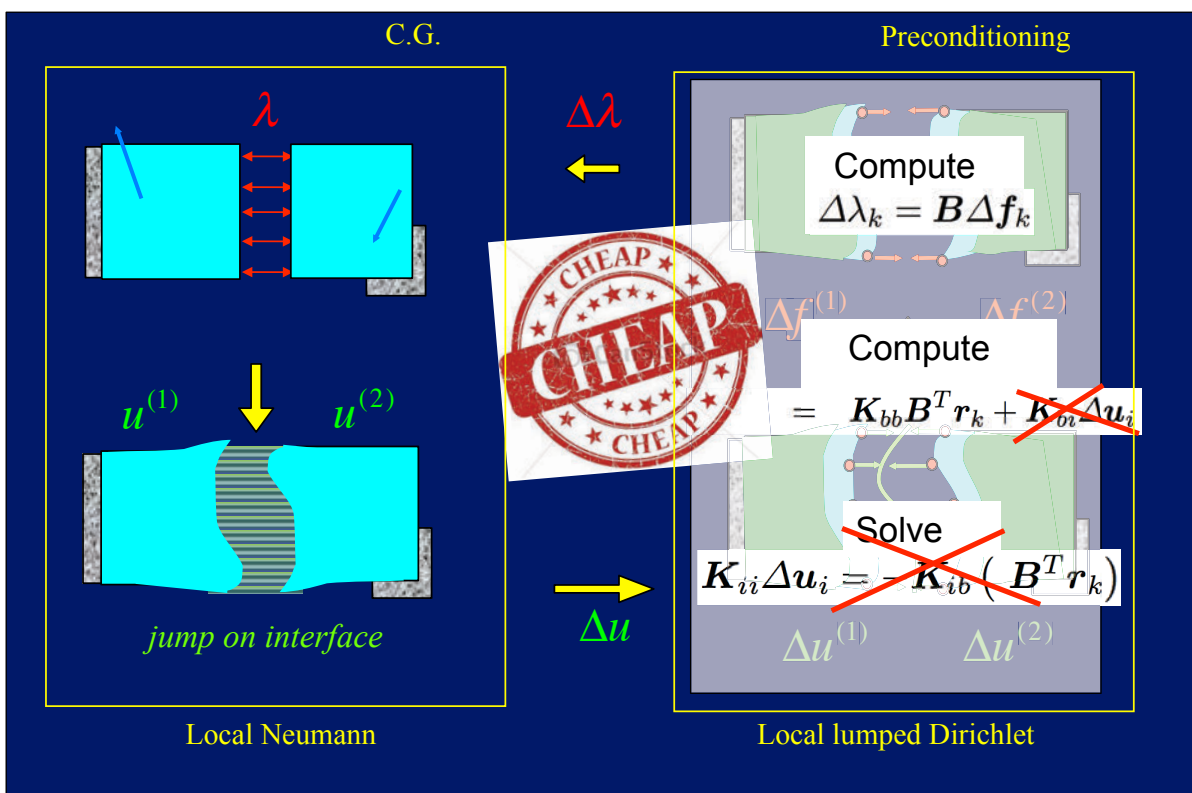 C.G.
Preconditioning
λ
Δλ
Compute
Δλ_k = BΔf_k
CHEAP
CHEAP
CHEAP
Δf^(1)
Δf^(2)
Compute
= K_bb B^T r_k + K_bi Δu_i
u^(1)
u^(2)
Solve
K_ii Δu_i = - K_ib ( B^T r_k)
jump on interface
Δu
Δu^(1)
Δu^(2)
Local Neumann
Local lumped Dirichlet